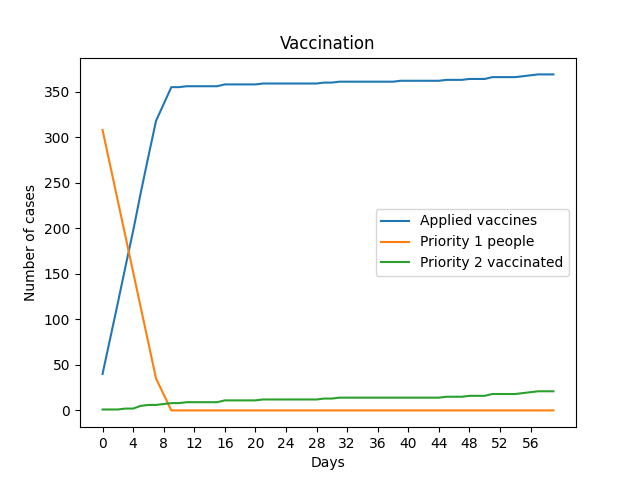 Vaccination
Number of cases
350
300
250
200
150
100
50
0
Applied vaccines
Priority 1 people
Priority 2 vaccinated
0 4 8 12 16 20 24 28 32 36 40 44 48 52 56
Days